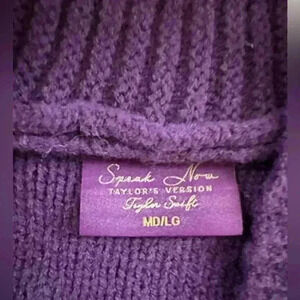 Speak Now
TAYLOR'S VERSION
Taylor Swift
MD/LG